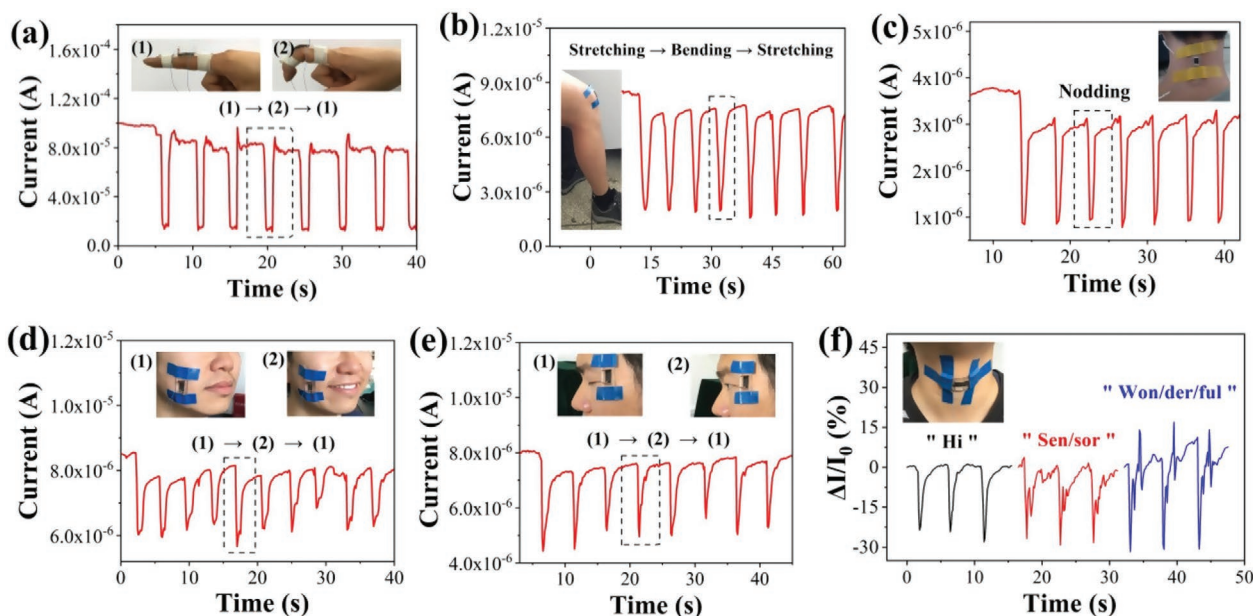 (a)
Current (A)
1.6x10⁻⁴
1.2x10⁻⁴
8.0x10⁻⁵
4.0x10⁻⁵
0.0
(1)
(2)
(1) → (2) → (1)
0 10 20 30 40
Time (s)
(b)
Current (A)
1.2x10⁻⁵
9.0x10⁻⁶
6.0x10⁻⁶
3.0x10⁻⁶
0.0
Stretching → Bending → Stretching
0 15 30 45 60
Time (s)
(c)
Current (A)
5x10⁻⁶
4x10⁻⁶
3x10⁻⁶
2x10⁻⁶
1x10⁻⁶
Nodding
10 20 30 40
Time (s)
(d)
Current (A)
1.2x10⁻⁵
1.0x10⁻⁵
8.0x10⁻⁶
6.0x10⁻⁶
(1)
(2)
(1) → (2) → (1)
0 10 20 30 40
Time (s)
(e)
Current (A)
1.2x10⁻⁵
1.0x10⁻⁵
8.0x10⁻⁶
6.0x10⁻⁶
4.0x10⁻⁶
(1)
(2)
(1) → (2) → (1)
0 10 20 30 40
Time (s)
(f)
ΔI/I₀ (%)
45
30
15
0
-15
-30
" Hi "
" Sen/sor "
" Won/der/ful "
0 10 20 30 40 50
Time (s)